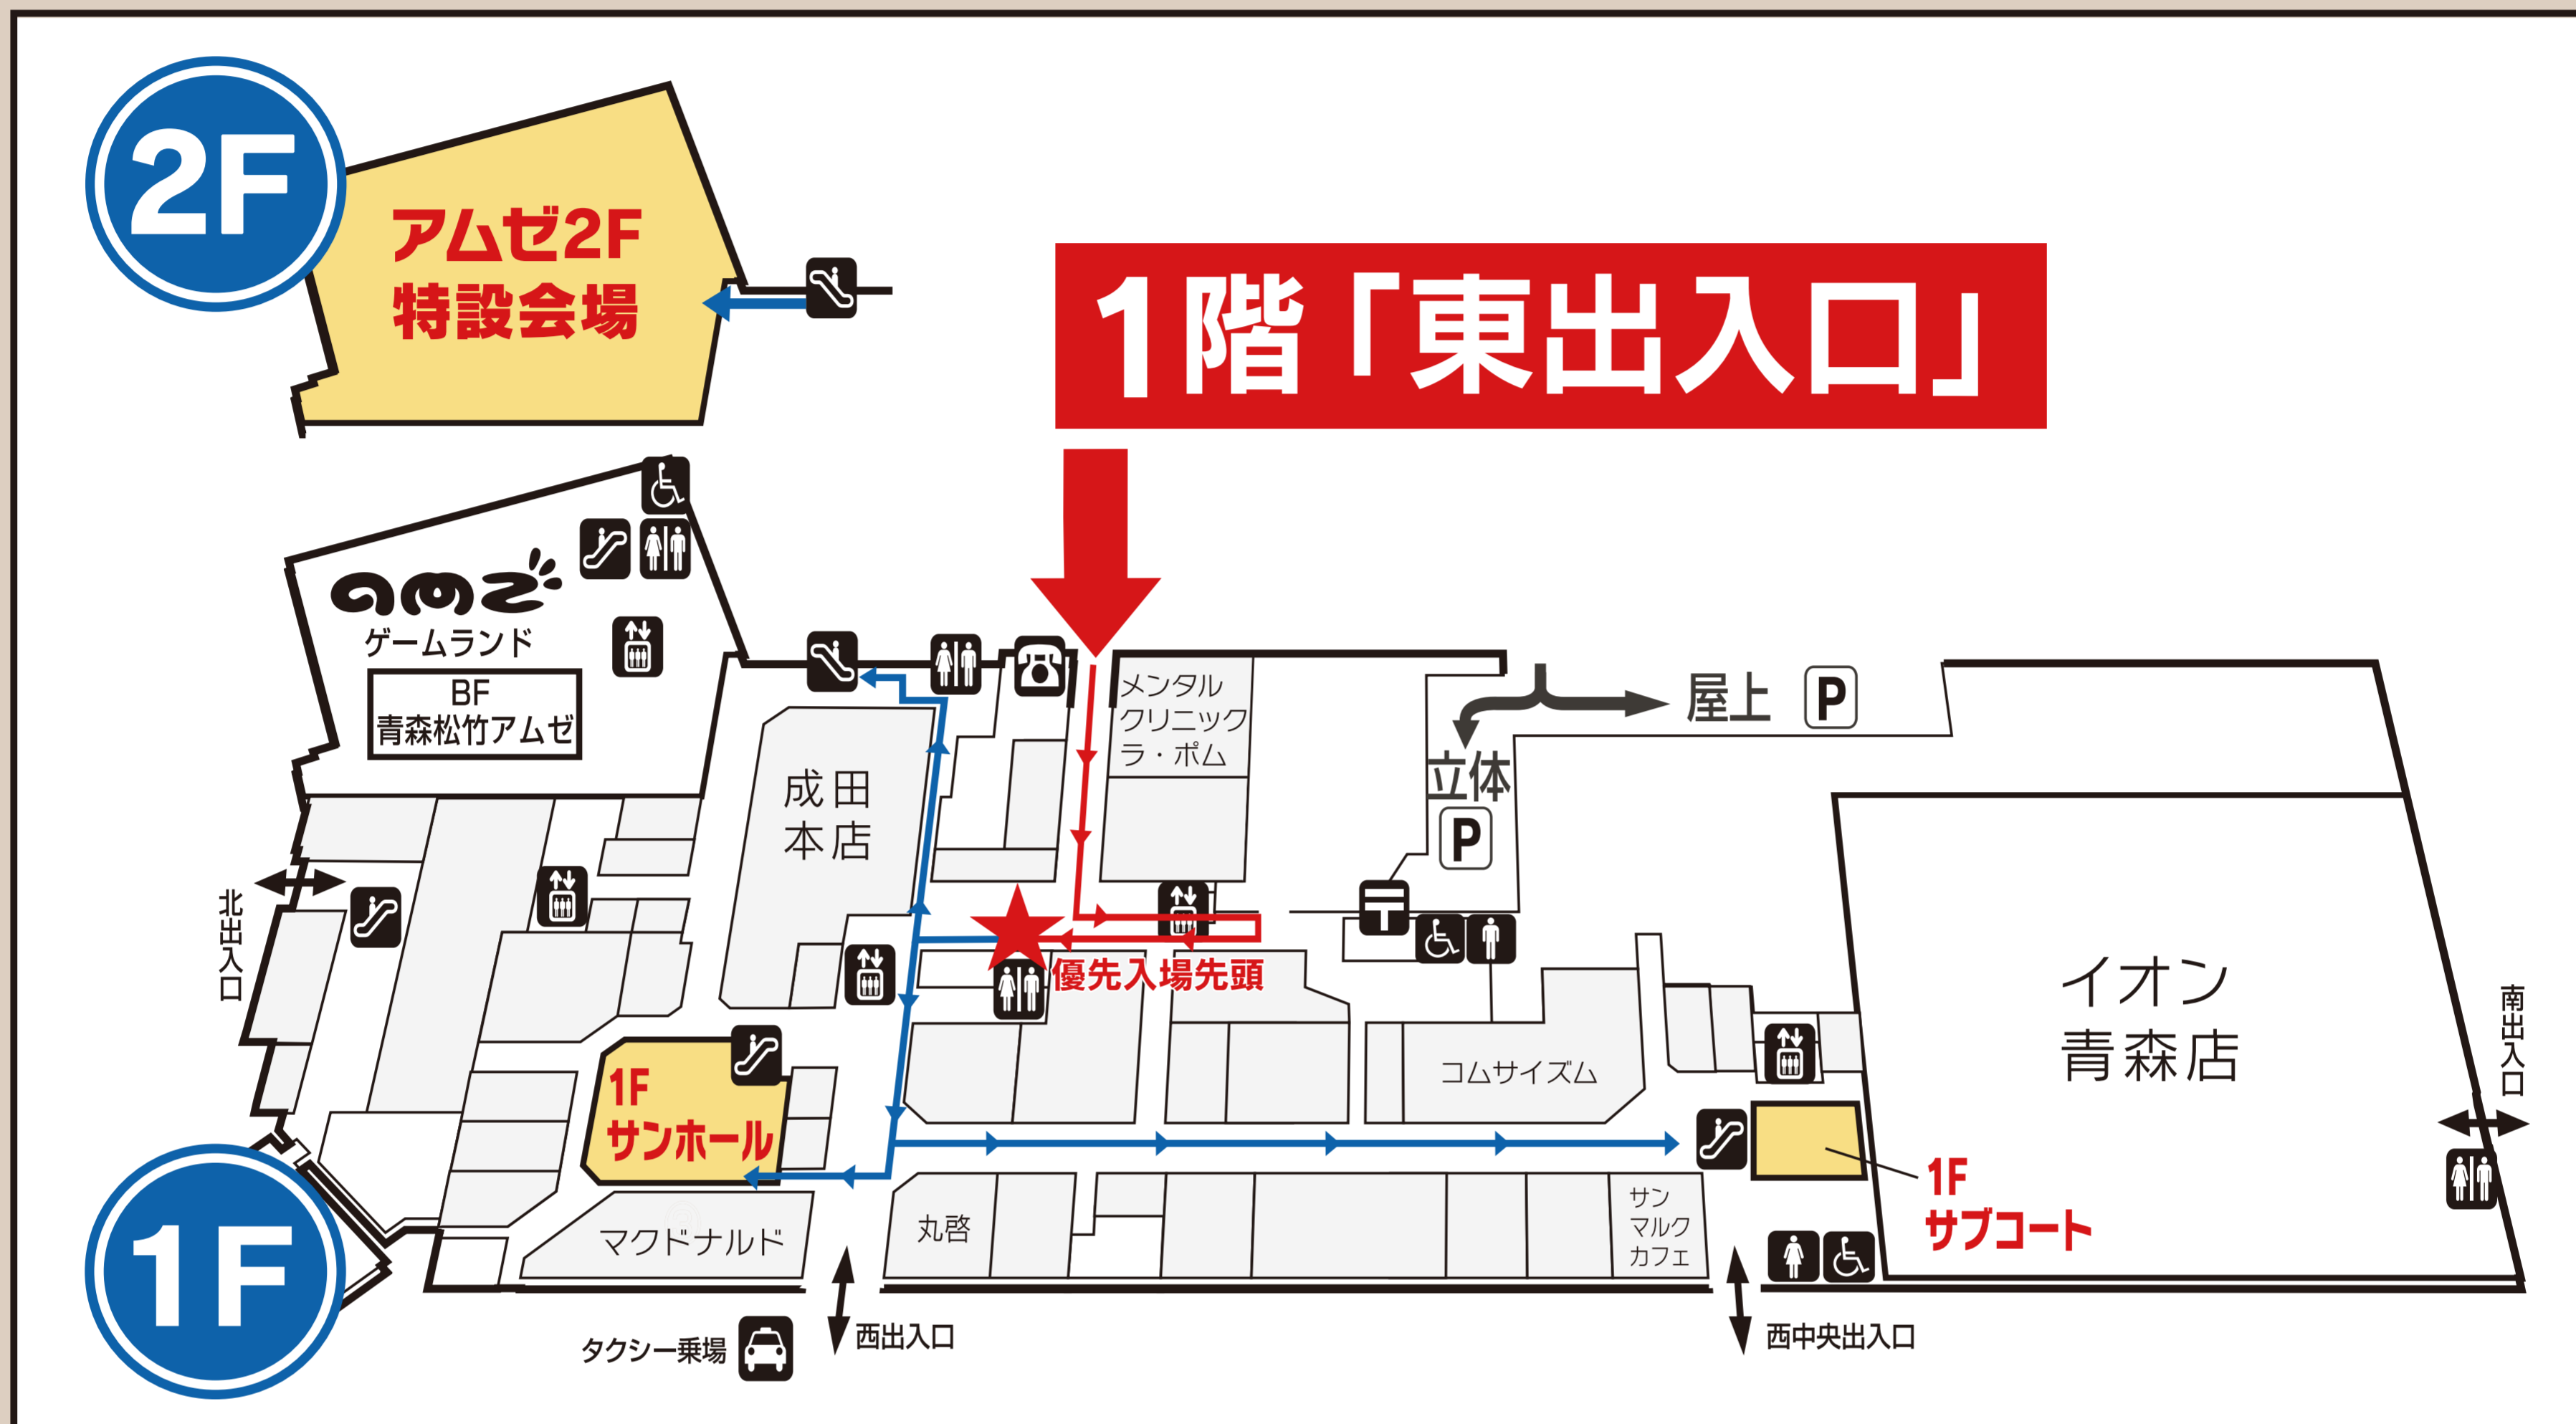 2F
アムゼ2F
特設会場
1階「東出入口」
ゲームランド
BF
青森松竹アムゼ
メンタル
クリニック
ラ・ポム
屋上 P
立体
P
成田
本店
北出入口
優先入場先頭
イオン
青森店
南出入口
コムサイズム
1F
サンホール
1F
サブコート
マクドナルド
丸啓
サン
マルク
カフェ
1F
タクシー乗場
西出入口
西中央出入口